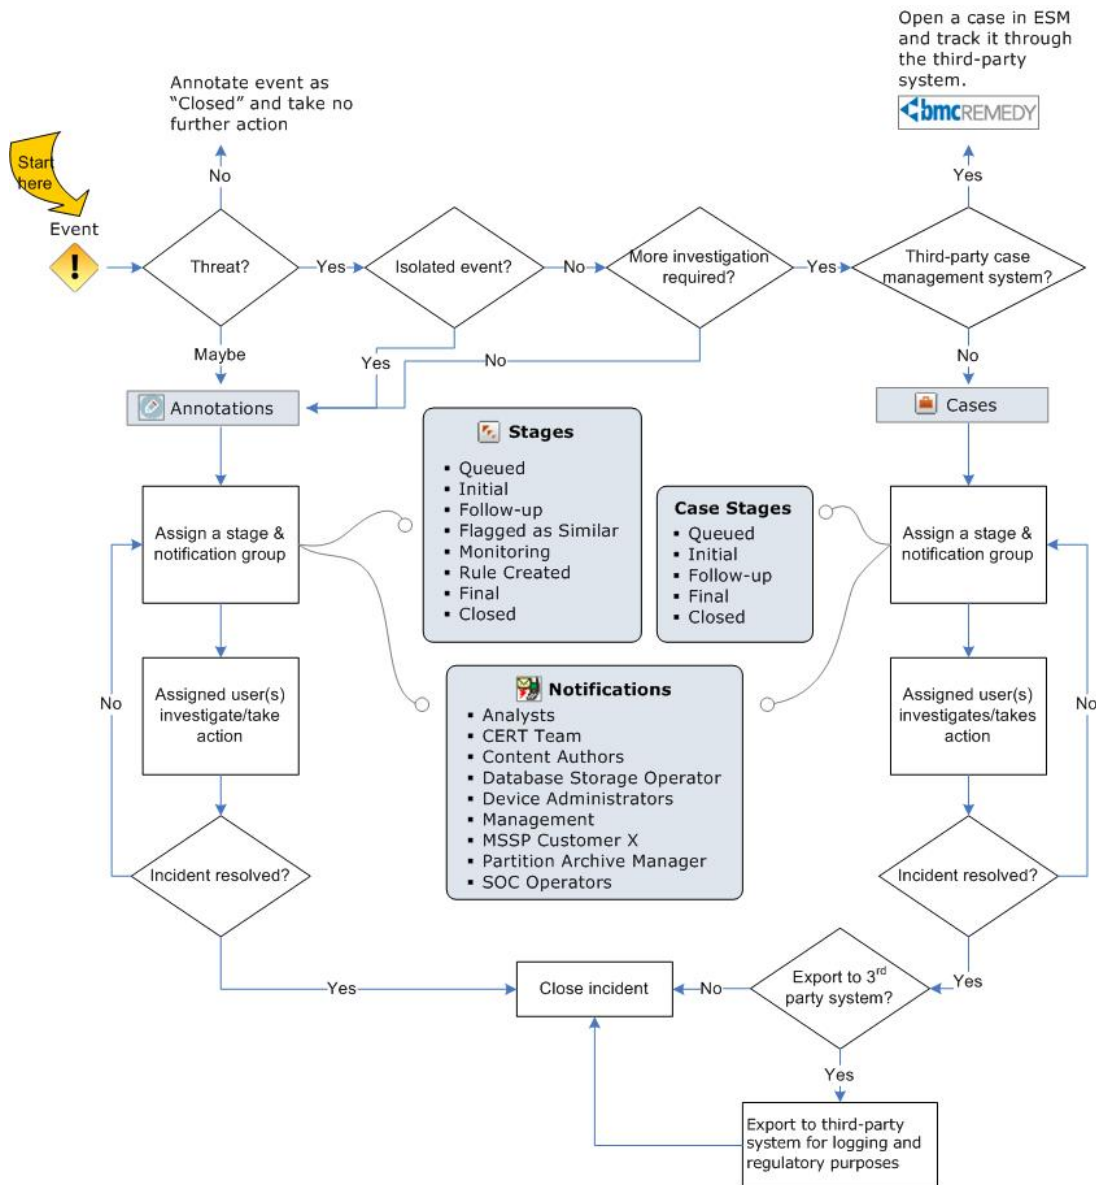 Open a case in ESM
and track it through
the third-party
system.
bmcREMEDY
Annotate event as
“Closed” and take no
further action
Start
here
No
Yes
Event
Threat?
Yes
Isolated event?
No
More investigation
required?
Yes
Third-party case
management system?
Maybe
Yes
No
No
Annotations
Cases
Stages
▪ Queued
▪ Initial
▪ Follow-up
▪ Flagged as Similar
▪ Monitoring
▪ Rule Created
▪ Final
▪ Closed
Case Stages
▪ Queued
▪ Initial
▪ Follow-up
▪ Final
▪ Closed
Assign a stage &
notification group
Assign a stage &
notification group
No
Assigned user(s)
investigate/take
action
Notifications
▪ Analysts
▪ CERT Team
▪ Content Authors
▪ Database Storage Operator
▪ Device Administrators
▪ Management
▪ MSSP Customer X
▪ Partition Archive Manager
▪ SOC Operators
Assigned user(s)
investigates/takes
action
No
Incident resolved?
Incident resolved?
Yes
Close incident
No
Export to 3rd
party system?
Yes
Yes
Export to third-party
system for logging and
regulatory purposes